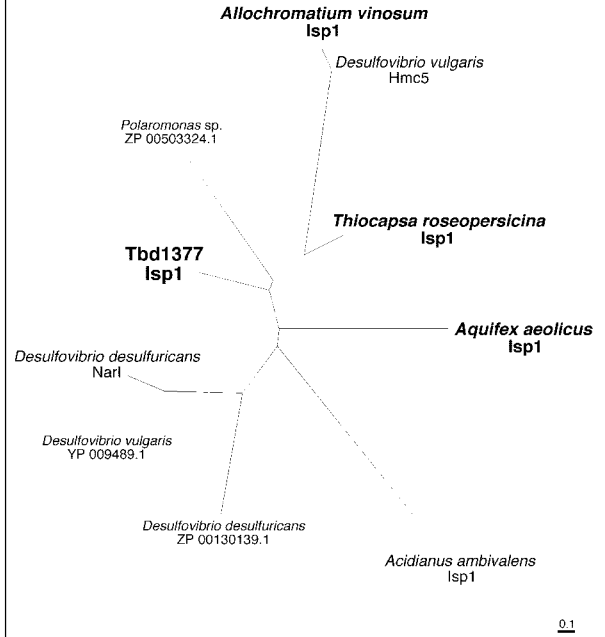 Allochromatium vinosum
Isp1
Desulfovibrio vulgaris
Hmc5
Polaromonas sp.
ZP 00503324.1
Thiocapsa roseopersicina
Isp1
Tbd1377
Isp1
Aquifex aeolicus
Isp1
Desulfovibrio desulfuricans
NarI
Desulfovibrio vulgaris
YP 009489.1
Desulfovibrio desulfuricans
ZP 00130139.1
Acidianus ambivalens
Isp1
0.1